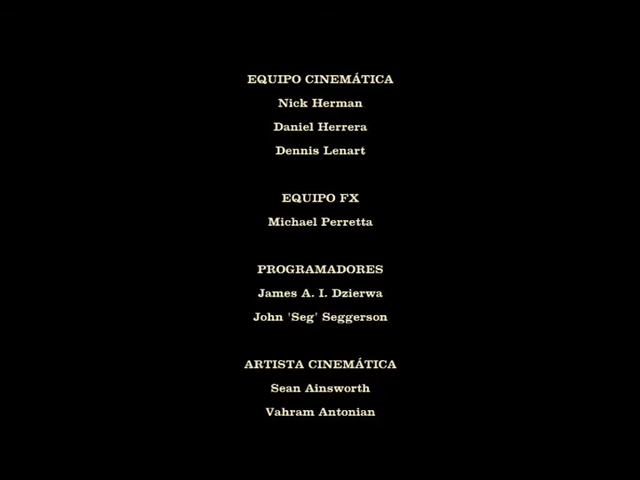 EQUIPO CINEMÁTICA
Nick Herman
Daniel Herrera
Dennis Lenart
EQUIPO FX
Michael Perretta
PROGRAMADORES
James A. I. Dzierwa
John 'Seg' Seggerson
ARTISTA CINEMÁTICA
Sean Ainsworth
Vahram Antonian